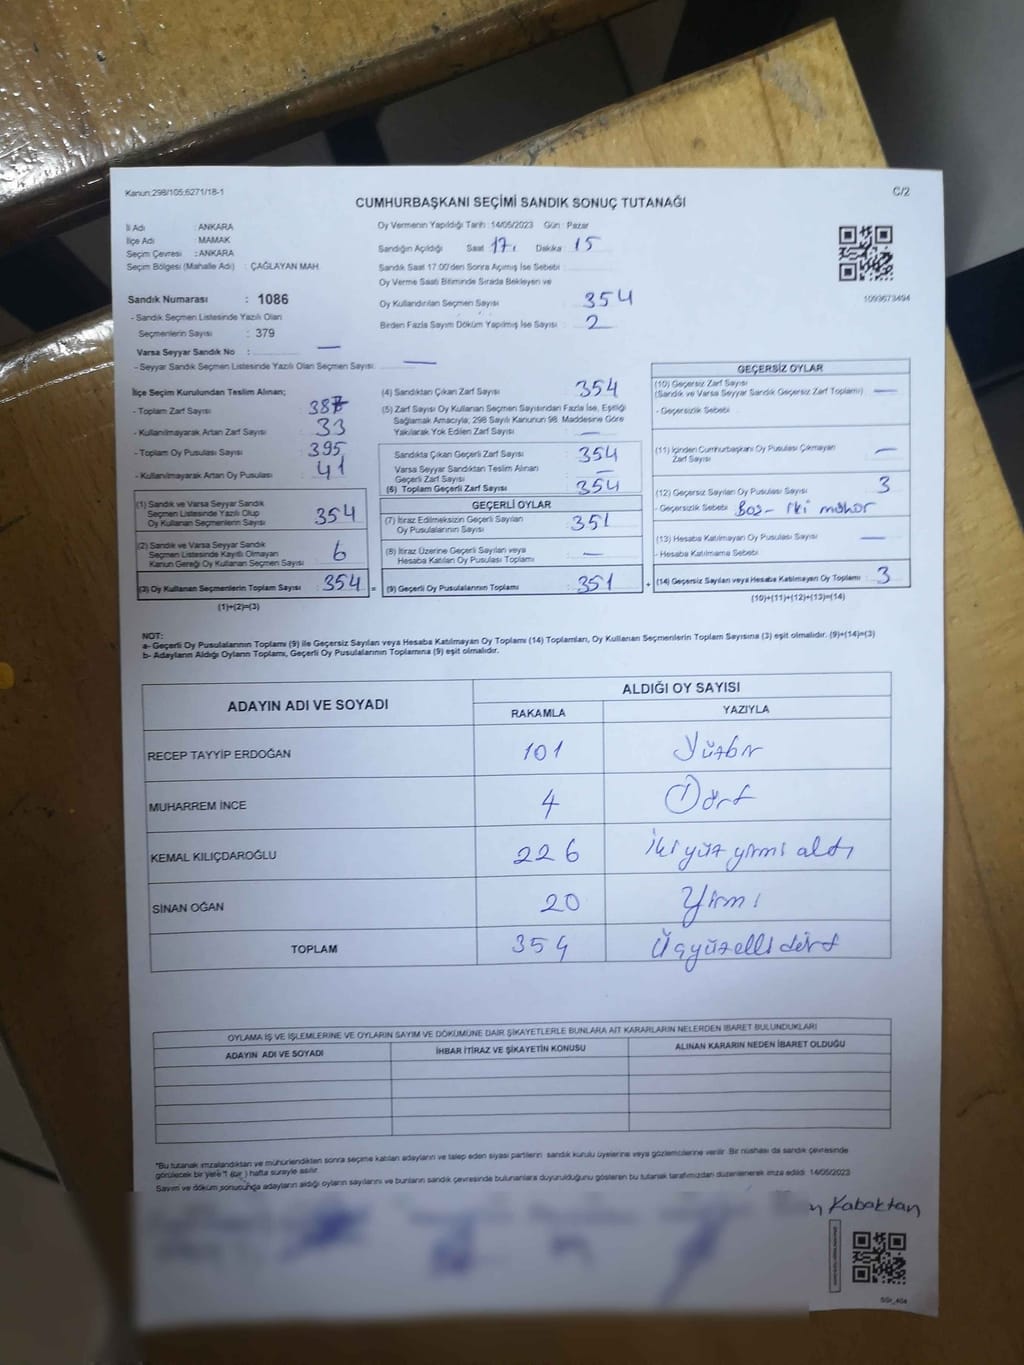 Kanun:298/105;6271/18-1
C/2
CUMHURBAŞKANI SEÇİMİ SANDIK SONUÇ TUTANAĞI
İl Adı : ANKARA
İlçe Adı : MAMAK
Seçim Çevresi : ANKARA
Seçim Bölgesi (Mahalle Adı) : ÇAĞLAYAN MAH
Sandık Numarası : 1086
- Sandık Seçmen Listesinde Yazılı Olan
Seçmenlerin Sayısı : 379
Varsa Seyyar Sandık No : —
- Seyyar Sandık Seçmen Listesinde Yazılı Olan Seçmen Sayısı: —
Oy Vermenin Yapıldığı Tarih : 14/05/2023 Gün : Pazar
Sandığın Açıldığı Saat : 17 Dakika : 15
Sandık Saat 17.00'den Sonra Açılmış İse Sebebi :
Oy Verme Saati Bitiminde Sırada Bekleyen ve
Oy Kullandırılan Seçmen Sayısı : 354
Birden Fazla Sayım Döküm Yapılmış İse Sayısı : 2
1093673494
İlçe Seçim Kurulundan Teslim Alınan;
- Toplam Zarf Sayısı : 387
- Kullanılmayarak Artan Zarf Sayısı : 33
- Toplam Oy Pusulası Sayısı : 395
- Kullanılmayarak Artan Oy Pusulası : 41
(1) Sandık ve Varsa Seyyar Sandık
Seçmen Listesinde Yazılı Olup
Oy Kullanan Seçmenlerin Sayısı : 354
(2) Sandık ve Varsa Seyyar Sandık
Seçmen Listesinde Kayıtlı Olmayan
Kanun Gereği Oy Kullanan Seçmen Sayısı : 6
(3) Oy Kullanan Seçmenlerin Toplam Sayısı : 354 =
(1)+(2)=(3)
(4) Sandıktan Çıkan Zarf Sayısı : 354
(5) Zarf Sayısı Oy Kullanan Seçmen Sayısından Fazla İse, Eşitliği
Sağlamak Amacıyla, 298 Sayılı Kanunun 98. Maddesine Göre
Yakılarak Yok Edilen Zarf Sayısı : —
Sandıkta Çıkan Geçerli Zarf Sayısı : 354
Varsa Seyyar Sandıktan Teslim Alınan
Geçerli Zarf Sayısı : —
(6) Toplam Geçerli Zarf Sayısı : 354
GEÇERLİ OYLAR
(7) İtiraz Edilmeksizin Geçerli Sayılan
Oy Pusulalarının Sayısı : 351
(8) İtiraz Üzerine Geçerli Sayılan veya
Hesaba Katılan Oy Pusulası Toplamı : —
(9) Geçerli Oy Pusulalarının Toplamı : 351 +
GEÇERSİZ OYLAR
(10) Geçersiz Zarf Sayısı
(Sandık ve Varsa Seyyar Sandık Geçersiz Zarf Toplamı) : —
- Geçersizlik Sebebi :
(11) İçinden Cumhurbaşkanı Oy Pusulası Çıkmayan
Zarf Sayısı : —
(12) Geçersiz Sayılan Oy Pusulası Sayısı : 3
- Geçersizlik Sebebi : Boş - iki mühür
(13) Hesaba Katılmayan Oy Pusulası Sayısı : —
- Hesaba Katılmama Sebebi :
(14) Geçersiz Sayılan veya Hesaba Katılmayan Oy Toplamı : 3
(10)+(11)+(12)+(13)=(14)
NOT:
a- Geçerli Oy Pusulalarının Toplamı (9) ile Geçersiz Sayılan veya Hesaba Katılmayan Oy Toplamı (14) Toplamları, Oy Kullanan Seçmenlerin Toplam Sayısına (3) eşit olmalıdır. (9)+(14)=(3)
b- Adayların Aldığı Oyların Toplamı, Geçerli Oy Pusulalarının Toplamına (9) eşit olmalıdır.
ADAYIN ADI VE SOYADI
ALDIĞI OY SAYISI
RAKAMLA YAZIYLA
RECEP TAYYİP ERDOĞAN 101 Yüzbir
MUHARREM İNCE 4 Dört
KEMAL KILIÇDAROĞLU 226 İkiyüz yirmi altı
SİNAN OĞAN 20 Yirmi
TOPLAM 354 Üçyüzelli dört
OYLAMA İŞ VE İŞLEMLERİNE VE OYLARIN SAYIM VE DÖKÜMÜNE DAİR ŞİKAYETLERLE BUNLARA AİT KARARLARIN NELERDEN İBARET BULUNDUKLARI
ADAYIN ADI VE SOYADI İHBAR İTİRAZ VE ŞİKAYETİN KONUSU ALINAN KARARIN NEDEN İBARET OLDUĞU
*Bu tutanak imzalandıktan ve mühürlendikten sonra seçime katılan adayların ve talep eden siyasi partilerin sandık kurulu üyelerine veya gözlemcilerine verilir. Bir nüshası da sandık çevresinde
görülecek bir yere 1 (bir) hafta süreyle asılır.
Sayım ve döküm sonucunda adayların aldığı oyların sayılarını ve bunların sandık çevresinde bulunanlara duyurulduğunu gösteren bu tutanak tarafımızdan düzenlenerek imza edildi. 14/05/2023
Kabaktan